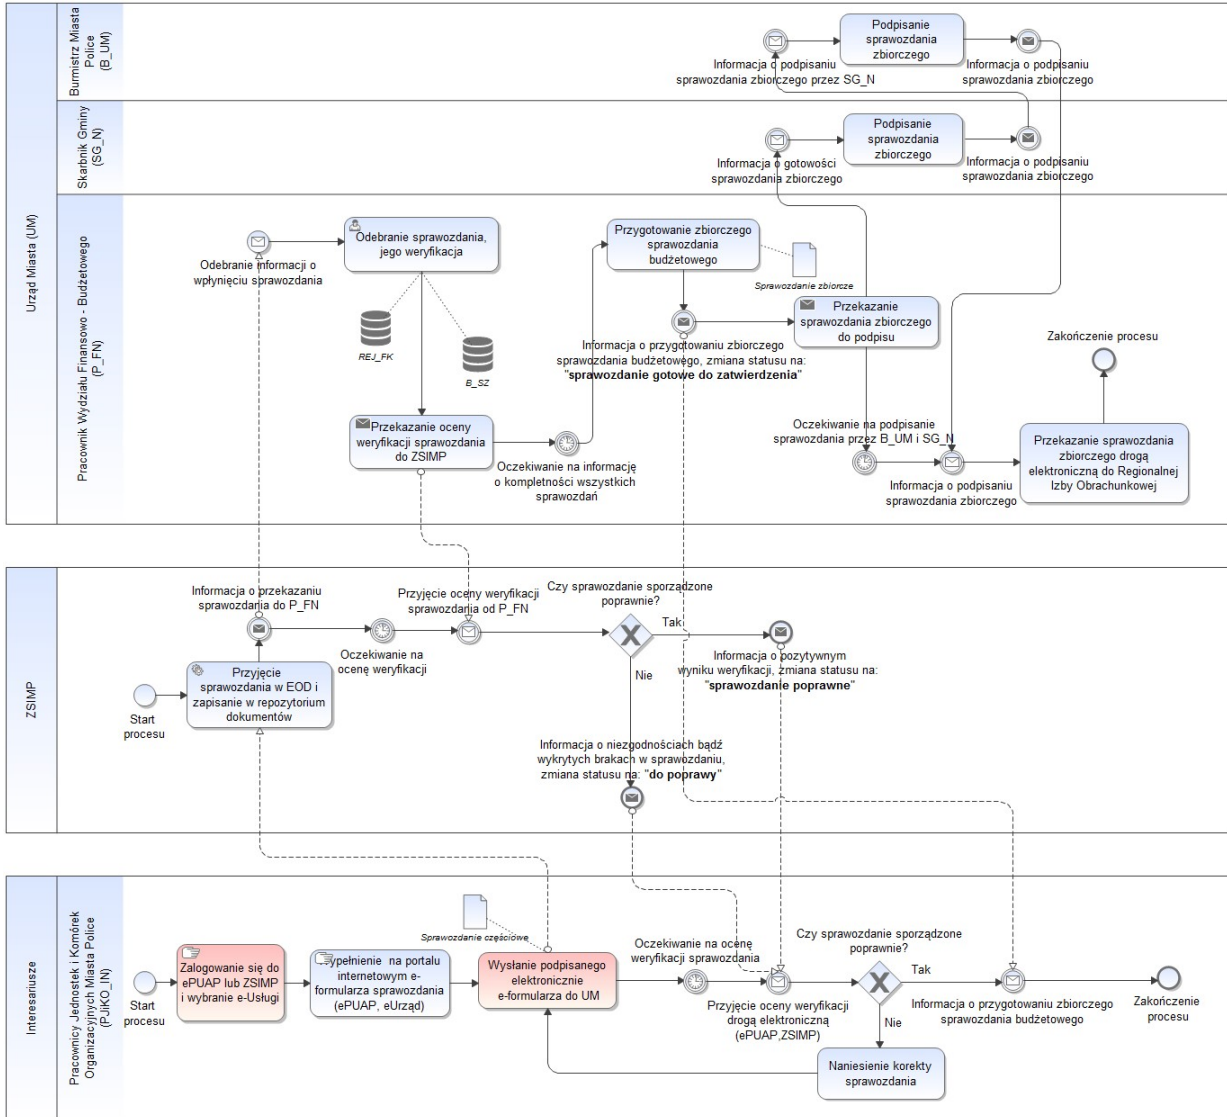 Urząd Miasta (UM)
Burmistrz Miasta
Police
(B_UM)
Podpisanie
sprawozdania
zbiorczego
Informacja o podpisaniu
sprawozdania zbiorczego przez SG_N
Informacja o podpisaniu
sprawozdania zbiorczego
Skarbnik Gminy
(SG_N)
Podpisanie
sprawozdania
zbiorczego
Informacja o gotowości
sprawozdania zbiorczego
Informacja o podpisaniu
sprawozdania zbiorczego
Pracownik Wydziału Finansowo - Budżetowego
(P_FN)
Odebranie informacji o
wpłynięciu sprawozdania
Odebranie sprawozdania,
jego weryfikacja
REJ_FK
B_SZ
Przekazanie oceny
weryfikacji sprawozdania
do ZSIMP
Oczekiwanie na informację
o kompletności wszystkich
sprawozdań
Przygotowanie zbiorczego
sprawozdania
budżetowego
Sprawozdanie zbiorcze
Informacja o przygotowaniu zbiorczego
sprawozdania budżetowego, zmiana statusu na:
"sprawozdanie gotowe do zatwierdzenia"
Przekazanie
sprawozdania zbiorczego
do podpisu
Oczekiwanie na podpisanie
sprawozdania przez B_UM i SG_N
Informacja o podpisaniu
sprawozdania zbiorczego
Zakończenie procesu
Przekazanie sprawozdania
zbiorczego drogą
elektroniczną do Regionalnej
Izby Obrachunkowej
ZSIMP
Start
procesu
Przyjęcie
sprawozdania w EOD i
zapisanie w repozytorium
dokumentów
Informacja o przekazaniu
sprawozdania do P_FN
Oczekiwanie na
ocenę weryfikacji
Przyjęcie oceny weryfikacji
sprawozdania od P_FN
Czy sprawozdanie sporządzone
poprawnie?
Tak
Nie
Informacja o pozytywnym
wyniku weryfikacji, zmiana statusu na:
"sprawozdanie poprawne"
Informacja o niezgodnościach bądź
wykrytych brakach w sprawozdaniu,
zmiana statusu na: "do poprawy"
Interesariusze
Pracownicy Jednostek i Komórek
Organizacyjnych Miasta Police
(PJiKO_IN)
Start
procesu
Zalogowanie się do
ePUAP lub ZSIMP
i wybranie e-Usługi
Wypełnienie na portalu
internetowym e-
formularza sprawozdania
(ePUAP, eUrząd)
Sprawozdanie częściowe
Wysłanie podpisanego
elektronicznie
e-formularza do UM
Oczekiwanie na ocenę
weryfikacji sprawozdania
Przyjęcie oceny weryfikacji
drogą elektroniczną
(ePUAP,ZSIMP)
Czy sprawozdanie sporządzone
poprawnie?
Tak
Nie
Naniesienie korekty
sprawozdania
Informacja o przygotowaniu zbiorczego
sprawozdania budżetowego
Zakończenie
procesu